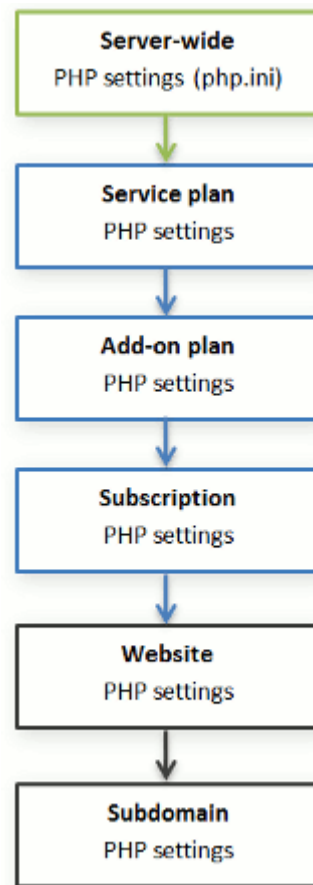 Server-wide
PHP settings (php.ini)
Service plan
PHP settings
Add-on plan
PHP settings
Subscription
PHP settings
Website
PHP settings
Subdomain
PHP settings